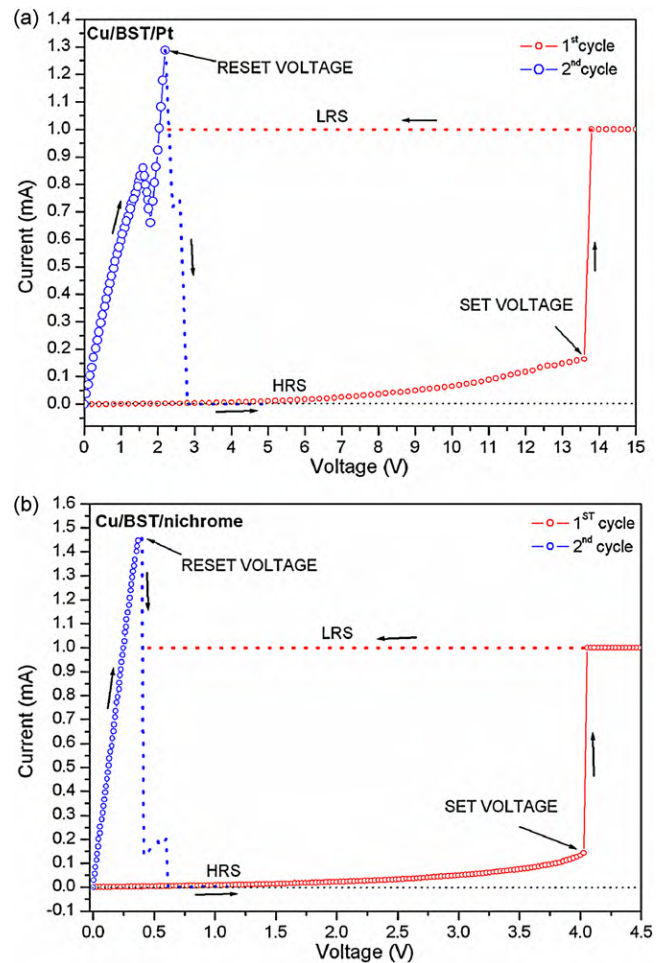 (a)
Cu/BST/Pt
1st cycle
2nd cycle
RESET VOLTAGE
LRS
SET VOLTAGE
HRS
Current (mA)
1.4
1.3
1.2
1.1
1.0
0.9
0.8
0.7
0.6
0.5
0.4
0.3
0.2
0.1
0.0
0 1 2 3 4 5 6 7 8 9 10 11 12 13 14 15
Voltage (V)
(b)
Cu/BST/nichrome
1ST cycle
2nd cycle
RESET VOLTAGE
LRS
SET VOLTAGE
HRS
Current (mA)
1.6
1.5
1.4
1.3
1.2
1.1
1.0
0.9
0.8
0.7
0.6
0.5
0.4
0.3
0.2
0.1
0.0
-0.1
0.0 0.5 1.0 1.5 2.0 2.5 3.0 3.5 4.0 4.5
Voltage (V)